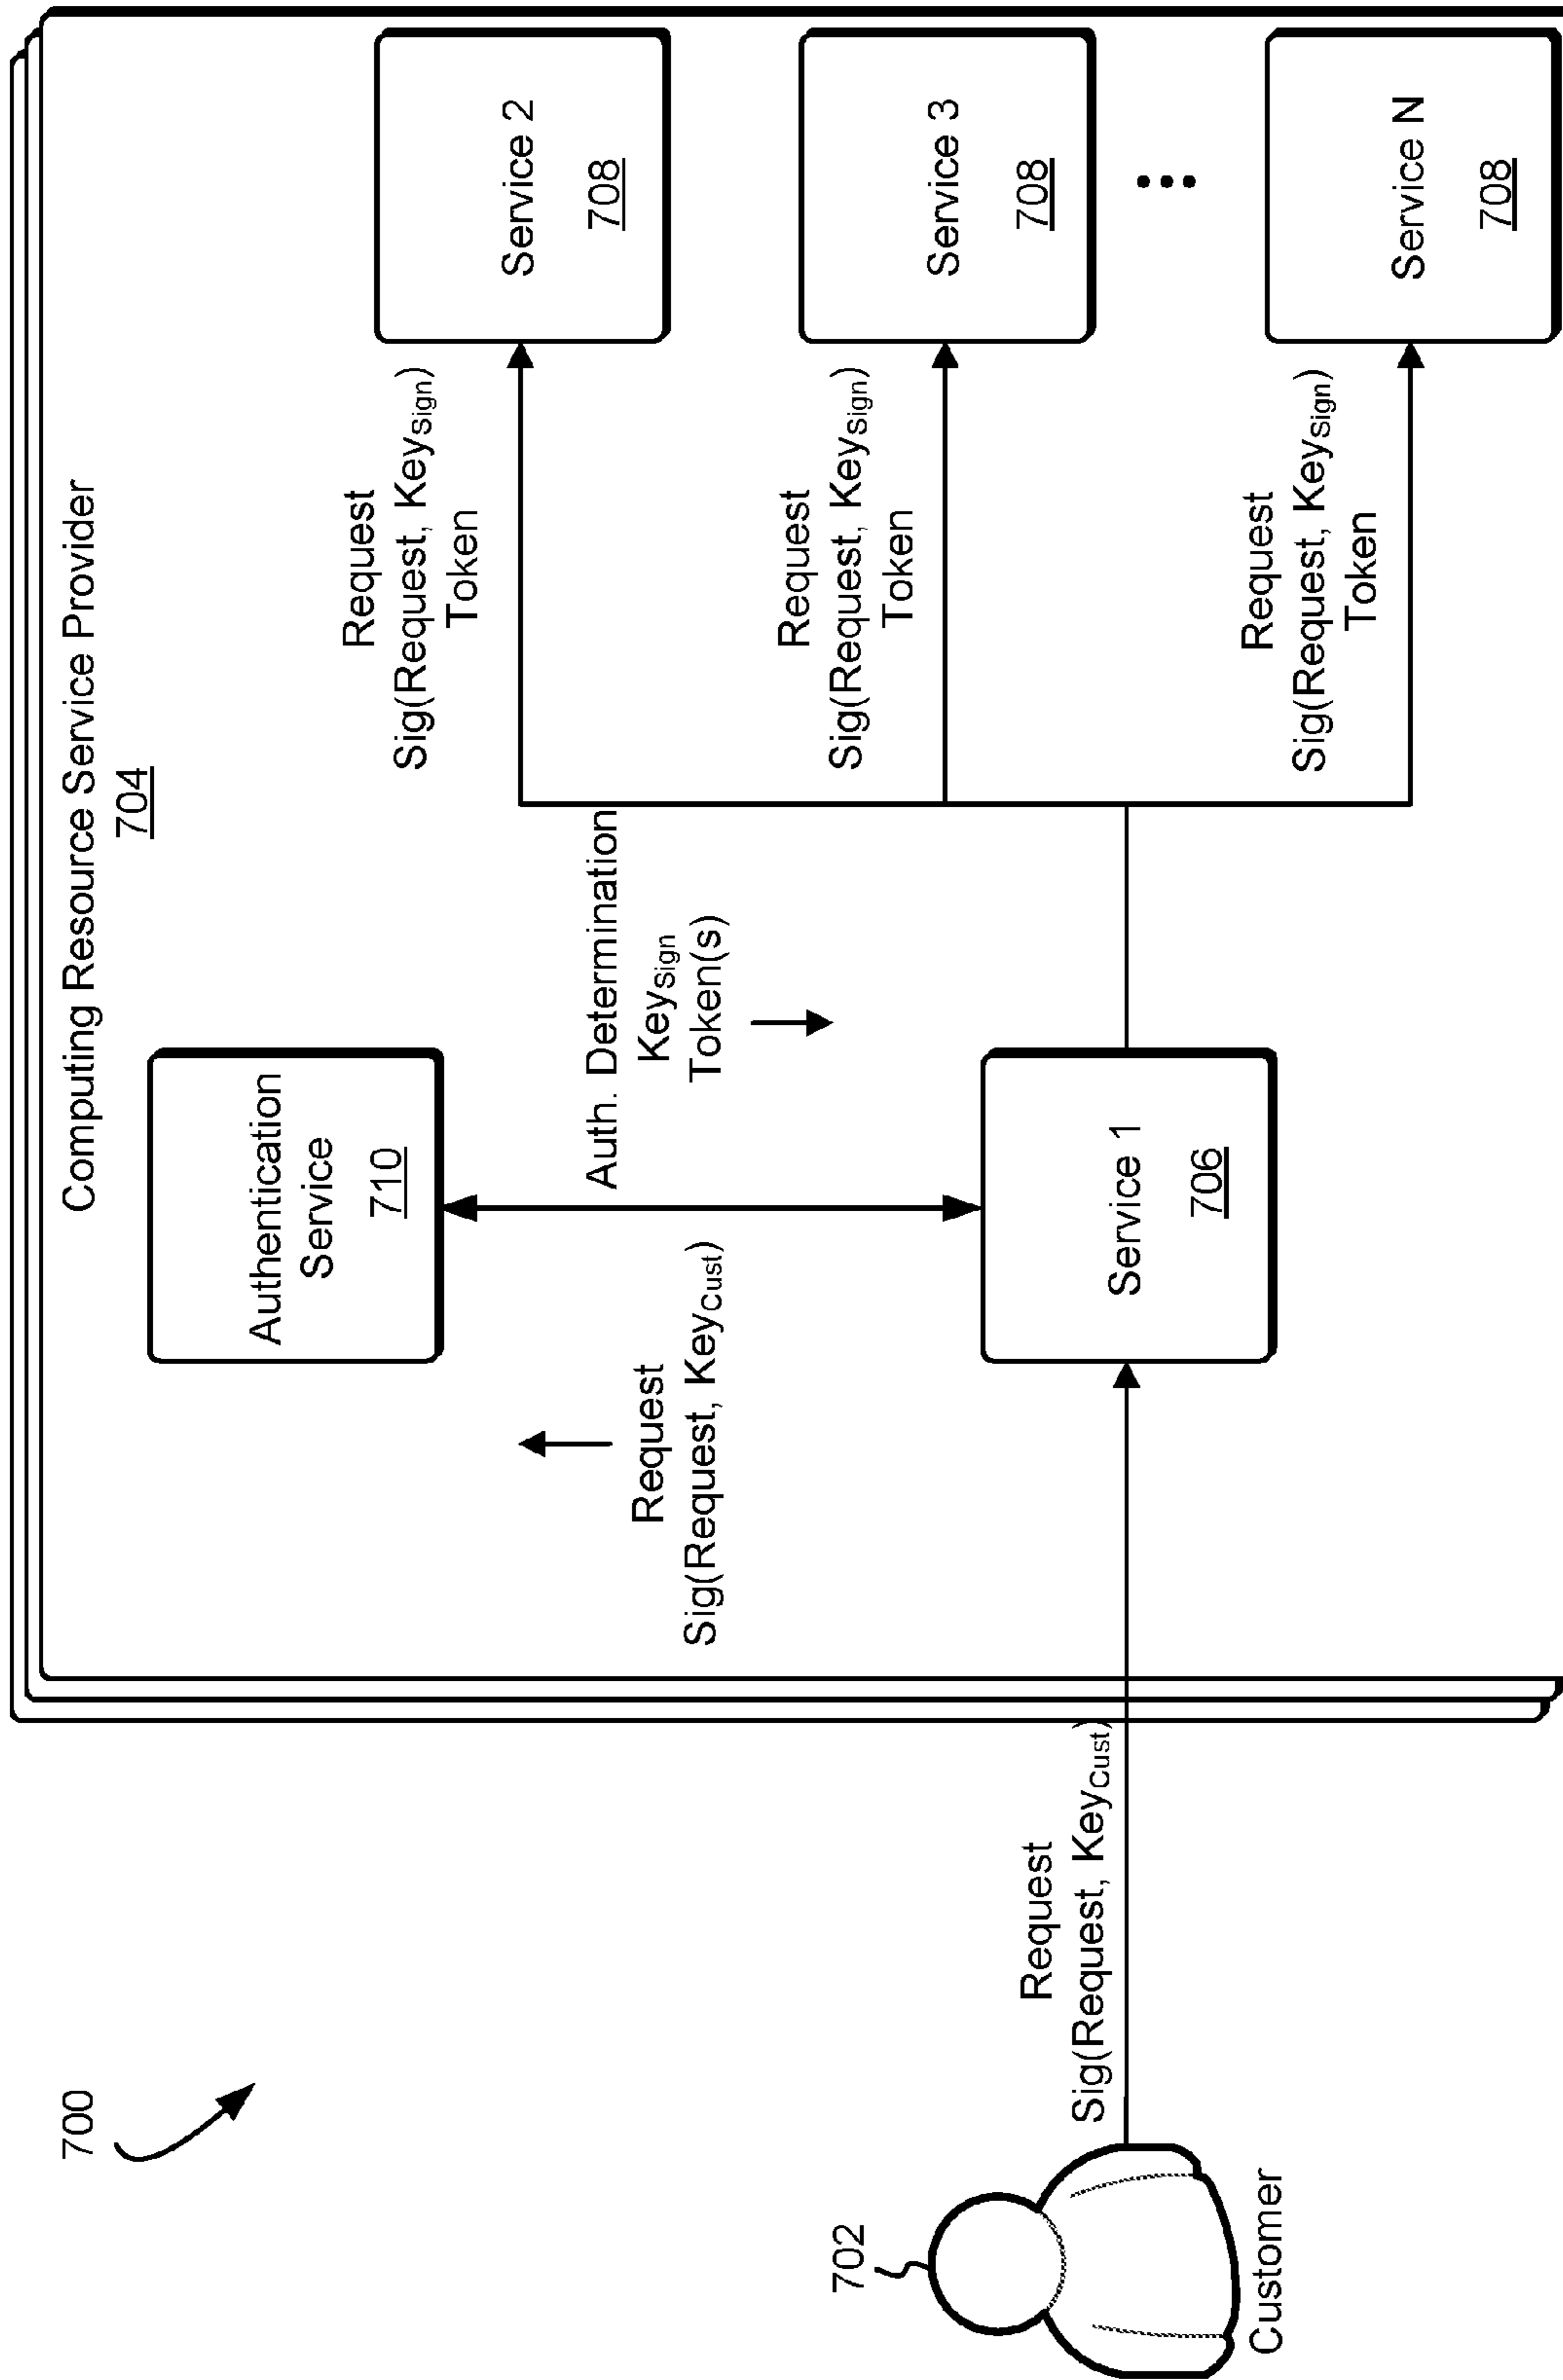 700
Computing Resource Service Provider
704
Authentication
Service
710
Request
Sig(Request, KeyCust)
Auth. Determination
KeySign
Token(s)
Request
Sig(Request, KeySign)
Token
Service 2
708
Request
Sig(Request, KeySign)
Token
Service 3
708
Request
Sig(Request, KeySign)
Token
Service N
708
702
Customer
Request
Sig(Request, KeyCust)
Service 1
706